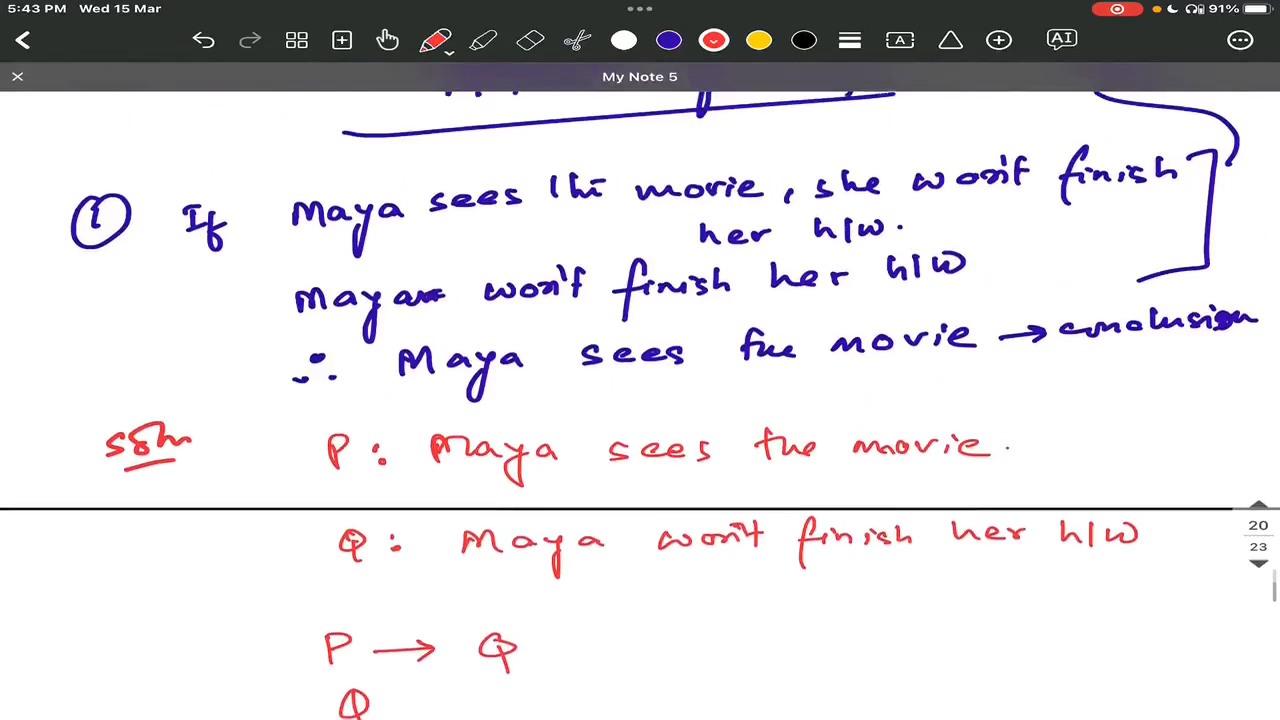 5:43 PM Wed 15 Mar
91%
A
AI
My Note 5
① If Maya sees the movie, she won't finish
her h/w.
Maya won't finish her h/w
∴ Maya sees the movie → conclusion
P: Maya sees the movie.
20
Q: Maya won't finish her h/w
23
P → Q
Q